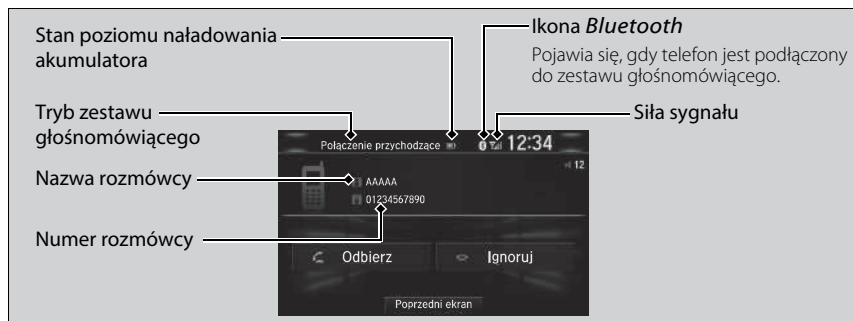 Stan poziomu naładowania
akumulatora
Ikona Bluetooth
Pojawia się, gdy telefon jest podłączony
do zestawu głośnomówiącego.
Tryb zestawu
głośnomówiącego
Siła sygnału
Połączenie przychodzące
12:34
12
Nazwa rozmówcy
AAAAA
01234567890
Numer rozmówcy
Odbierz
Ignoruj
Poprzedni ekran